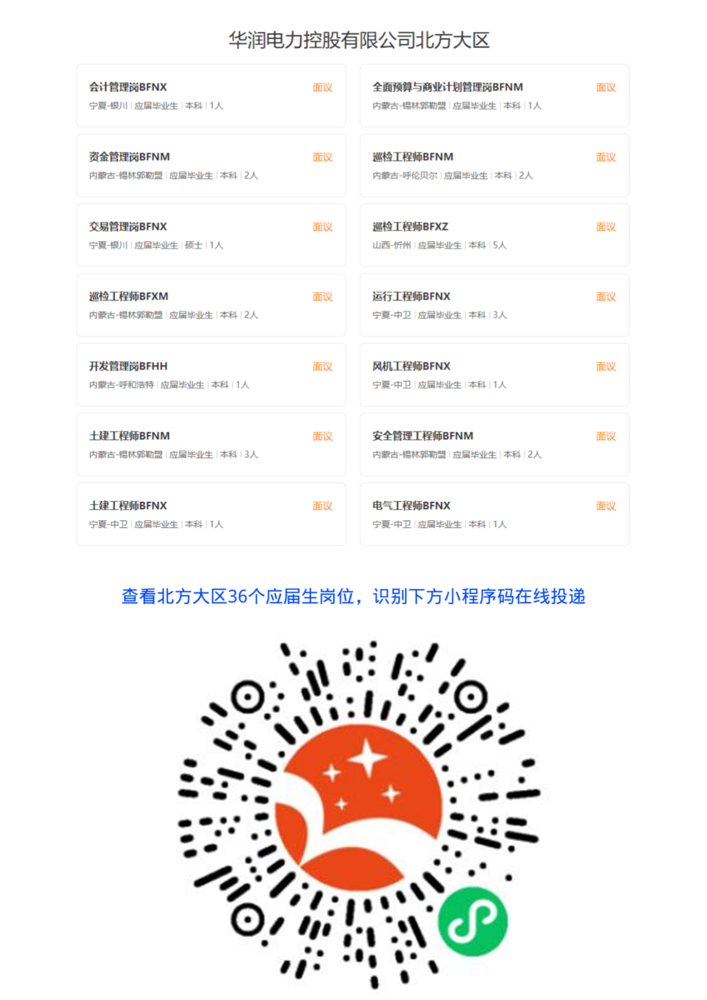 华润电力控股有限公司北方大区
会计管理岗BFNX 面议
宁夏-银川 | 应届毕业生 | 本科 | 1人
全面预算与商业计划管理岗BFNM 面议
内蒙古-锡林郭勒盟 | 应届毕业生 | 本科 | 1人
资金管理岗BFNM 面议
内蒙古-锡林郭勒盟 | 应届毕业生 | 本科 | 2人
巡检工程师BFNM 面议
内蒙古-呼伦贝尔 | 应届毕业生 | 本科 | 2人
交易管理岗BFNX 面议
宁夏-银川 | 应届毕业生 | 硕士 | 1人
巡检工程师BFXZ 面议
山西-忻州 | 应届毕业生 | 本科 | 5人
巡检工程师BFXM 面议
内蒙古-锡林郭勒盟 | 应届毕业生 | 本科 | 2人
运行工程师BFNX 面议
宁夏-中卫 | 应届毕业生 | 本科 | 3人
开发管理岗BFHH 面议
内蒙古-呼和浩特 | 应届毕业生 | 本科 | 1人
风机工程师BFNX 面议
宁夏-中卫 | 应届毕业生 | 本科 | 1人
土建工程师BFNM 面议
内蒙古-锡林郭勒盟 | 应届毕业生 | 本科 | 3人
安全管理工程师BFNM 面议
内蒙古-锡林郭勒盟 | 应届毕业生 | 本科 | 2人
土建工程师BFNX 面议
宁夏-中卫 | 应届毕业生 | 本科 | 1人
电气工程师BFNX 面议
宁夏-中卫 | 应届毕业生 | 本科 | 1人
查看北方大区36个应届生岗位，识别下方小程序码在线投递